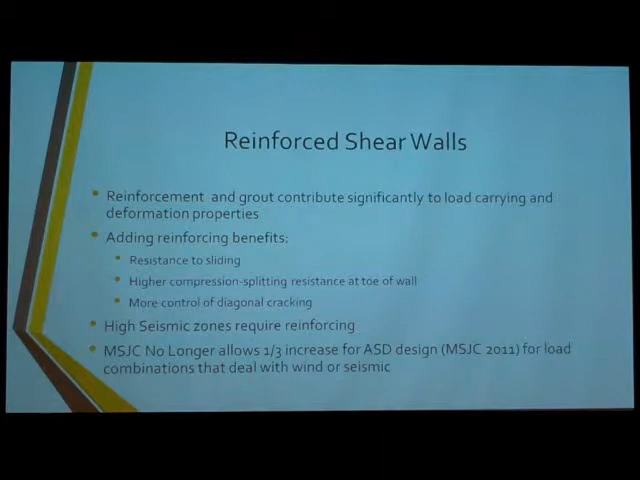 Reinforced Shear Walls
• Reinforcement and grout contribute significantly to load carrying and
deformation properties
• Adding reinforcing benefits:
• Resistance to sliding
• Higher compression-splitting resistance at toe of wall
• More control of diagonal cracking
• High Seismic zones require reinforcing
• MSJC No Longer allows 1/3 increase for ASD design (MSJC 2011) for load
combinations that deal with wind or seismic